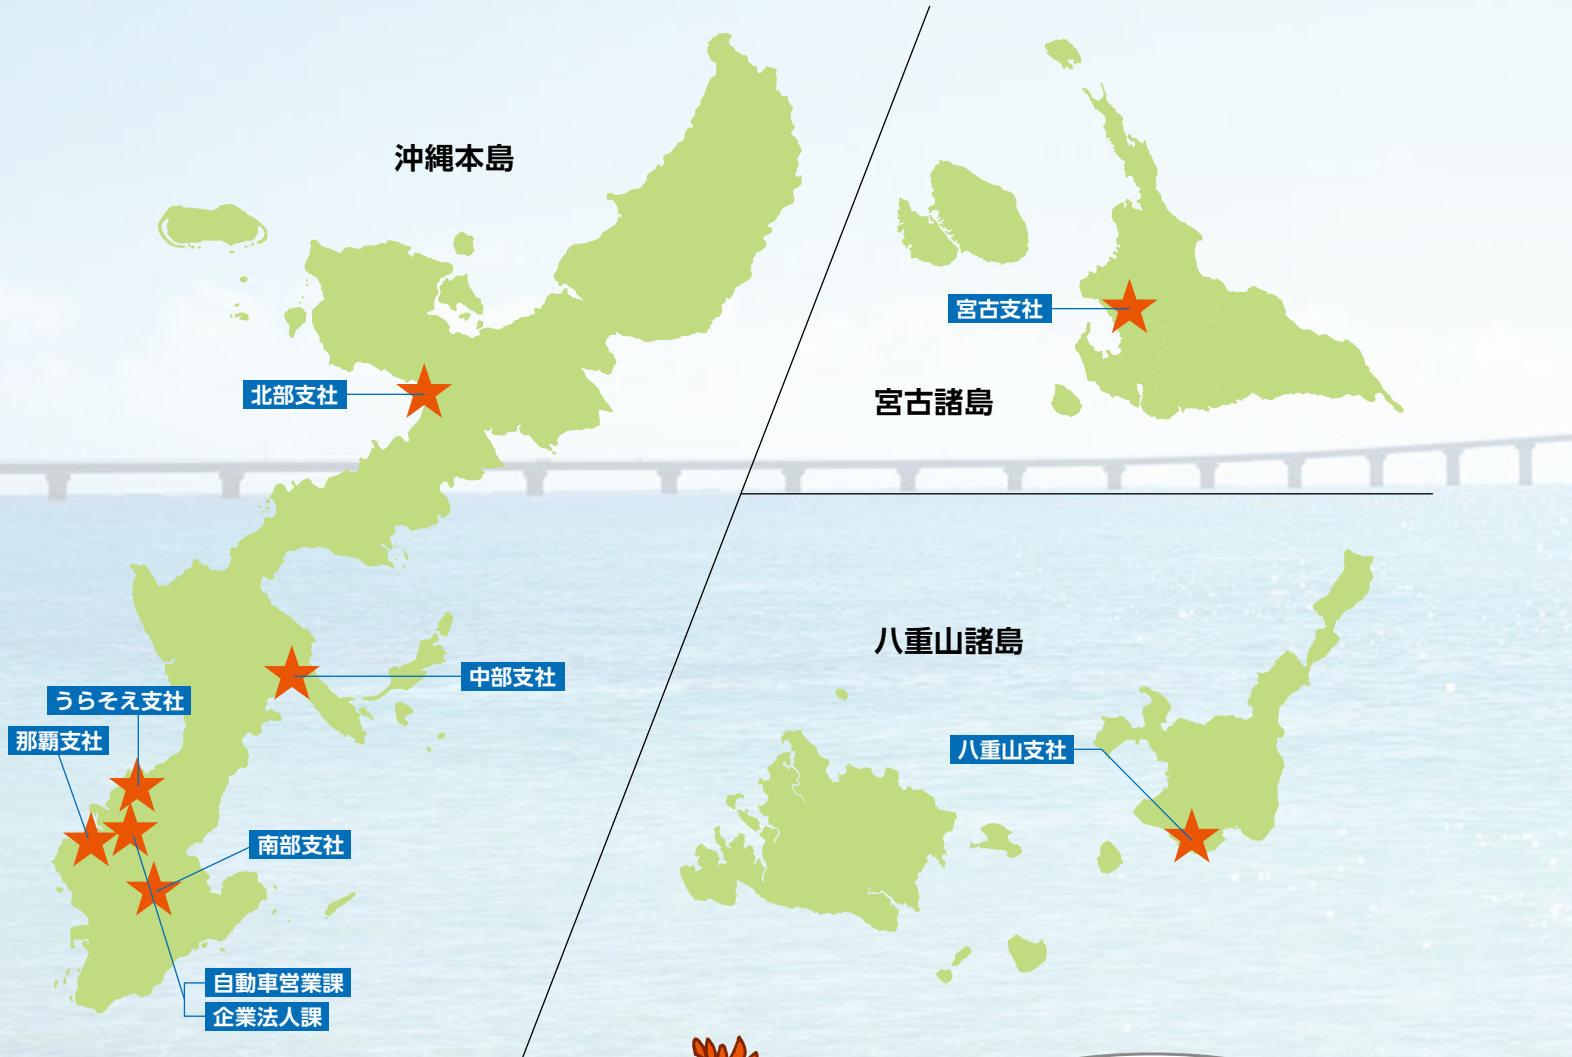 沖縄本島
北部支社
中部支社
うらそえ支社
那覇支社
南部支社
自動車営業課
企業法人課
宮古支社
宮古諸島
八重山諸島
八重山支社